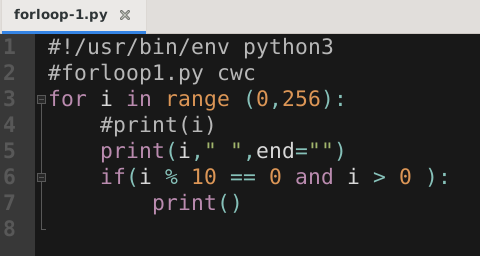 forloop-1.py ×
1 #!/usr/bin/env python3
2 #forloop1.py cwc
3 for i in range (0,256):
4     #print(i)
5     print(i," ",end="")
6     if(i % 10 == 0 and i > 0 ):
7         print()
8